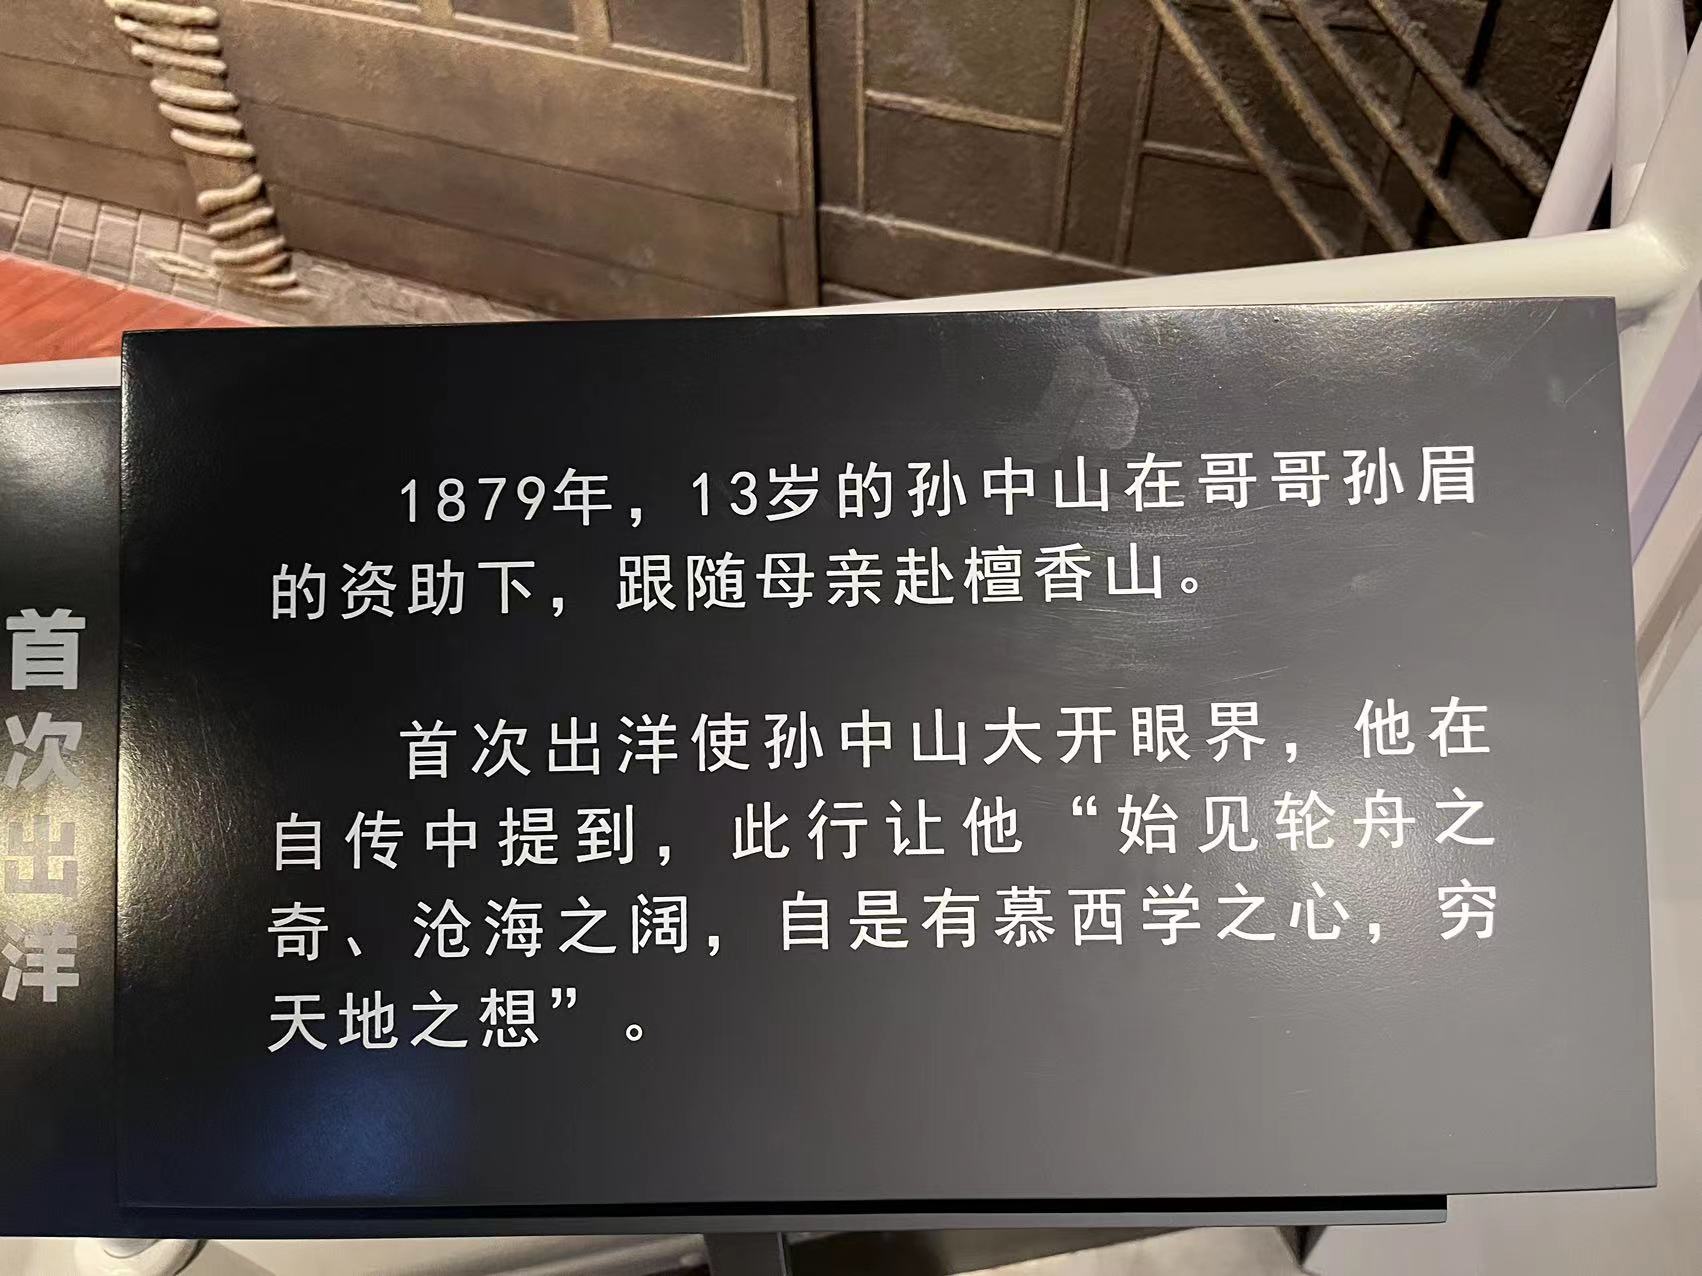 首次出洋
1879年，13岁的孙中山在哥哥孙眉
的资助下，跟随母亲赴檀香山。
首次出洋使孙中山大开眼界，他在
自传中提到，此行让他“始见轮舟之
奇、沧海之阔，自是有慕西学之心，穷
天地之想”。